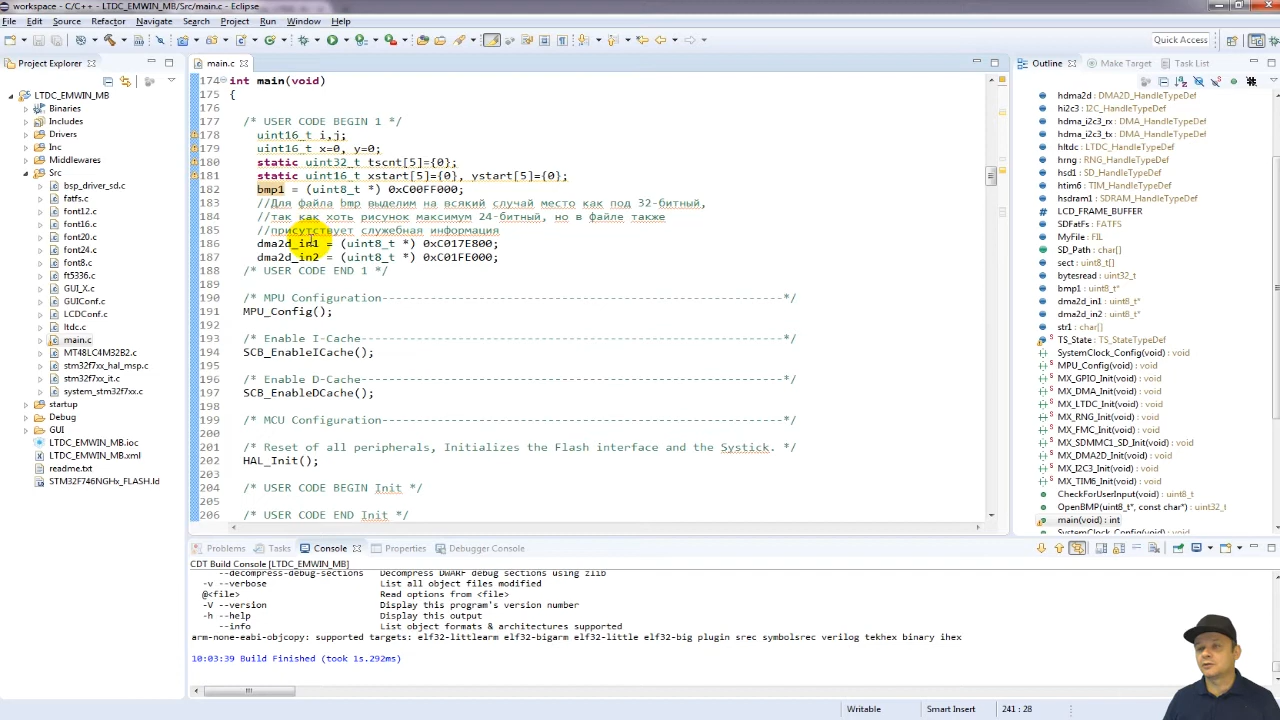 workspace - C/C++ - LTDC_EMWIN_MB/Src/main.c - Eclipse
File Edit Source Refactor Navigate Search Project Run Window Help
Quick Access
Project Explorer
LTDC_EMWIN_MB
Binaries
Includes
Drivers
Inc
Middlewares
Src
bsp_driver_sd.c
fatfs.c
font12.c
font16.c
font20.c
font24.c
font8.c
ft5336.c
GUI_X.c
GUIConf.c
LCDConf.c
ltdc.c
main.c
MT48LC4M32B2.c
stm32f7xx_hal_msp.c
stm32f7xx_it.c
system_stm32f7xx.c
startup
Debug
GUI
LTDC_EMWIN_MB.ioc
LTDC_EMWIN_MB.xml
readme.txt
STM32F746NGHx_FLASH.ld
main.c
174 int main(void)
175 {
176
177 /* USER CODE BEGIN 1 */
178 uint16_t i,j;
179 uint16_t x=0, y=0;
180 static uint32_t tscnt[5]={0};
181 static uint16_t xstart[5]={0}, ystart[5]={0};
182 bmp1 = (uint8_t *) 0xC00FF000;
183 //Для файла bmp выделим на всякий случай место как под 32-битный,
184 //так как хоть рисунок максимум 24-битный, но в файле также
185 //присутствует служебная информация
186 dma2d_in1 = (uint8_t *) 0xC017E800;
187 dma2d_in2 = (uint8_t *) 0xC01FE000;
188 /* USER CODE END 1 */
189
190 /* MPU Configuration----------------------------------------------------------*/
191 MPU_Config();
192
193 /* Enable I-Cache-------------------------------------------------------------*/
194 SCB_EnableICache();
195
196 /* Enable D-Cache-------------------------------------------------------------*/
197 SCB_EnableDCache();
198
199 /* MCU Configuration----------------------------------------------------------*/
200
201 /* Reset of all peripherals, Initializes the Flash interface and the Systick. */
202 HAL_Init();
203
204 /* USER CODE BEGIN Init */
205
206 /* USER CODE END Init */
Outline Make Target Task List
hdma2d : DMA2D_HandleTypeDef
hi2c3 : I2C_HandleTypeDef
hdma_i2c3_rx : DMA_HandleTypeDef
hdma_i2c3_tx : DMA_HandleTypeDef
hltdc : LTDC_HandleTypeDef
hrng : RNG_HandleTypeDef
hsd1 : SD_HandleTypeDef
htim6 : TIM_HandleTypeDef
LCD_FRAME_BUFFER
SDFatFs : FATFS
MyFile : FIL
SD_Path : char[]
sect : uint8_t[]
bytesread : uint32_t
bmp1 : uint8_t*
dma2d_in1 : uint8_t*
dma2d_in2 : uint8_t*
str1 : char[]
TS_State : TS_StateTypeDef
SystemClock_Config(void) : void
MPU_Config(void) : void
MX_GPIO_Init(void) : void
MX_DMA_Init(void) : void
MX_LTDC_Init(void) : void
MX_RNG_Init(void) : void
MX_FMC_Init(void) : void
MX_SDMMC1_SD_Init(void) : void
MX_DMA2D_Init(void) : void
MX_I2C3_Init(void) : void
MX_TIM6_Init(void) : void
CheckForUserInput(void) : uint8_t
OpenBMP(uint8_t*, const char*) : uint32_t
main(void) : int
SystemClock_Config(void) : void
Problems Tasks Console Properties Debugger Console
CDT Build Console [LTDC_EMWIN_MB]
--decompress-debug-sections Decompress DWARF debug sections using zlib
-v --verbose List all object files modified
@<file> Read options from <file>
-V --version Display this program's version number
-h --help Display this output
--info List object formats & architectures supported
arm-none-eabi-objcopy: supported targets: elf32-littlearm elf32-bigarm elf32-little elf32-big plugin srec symbolsrec verilog tekhex binary ihex
10:03:39 Build Finished (took 1s.292ms)
Writable Smart Insert 241 : 28